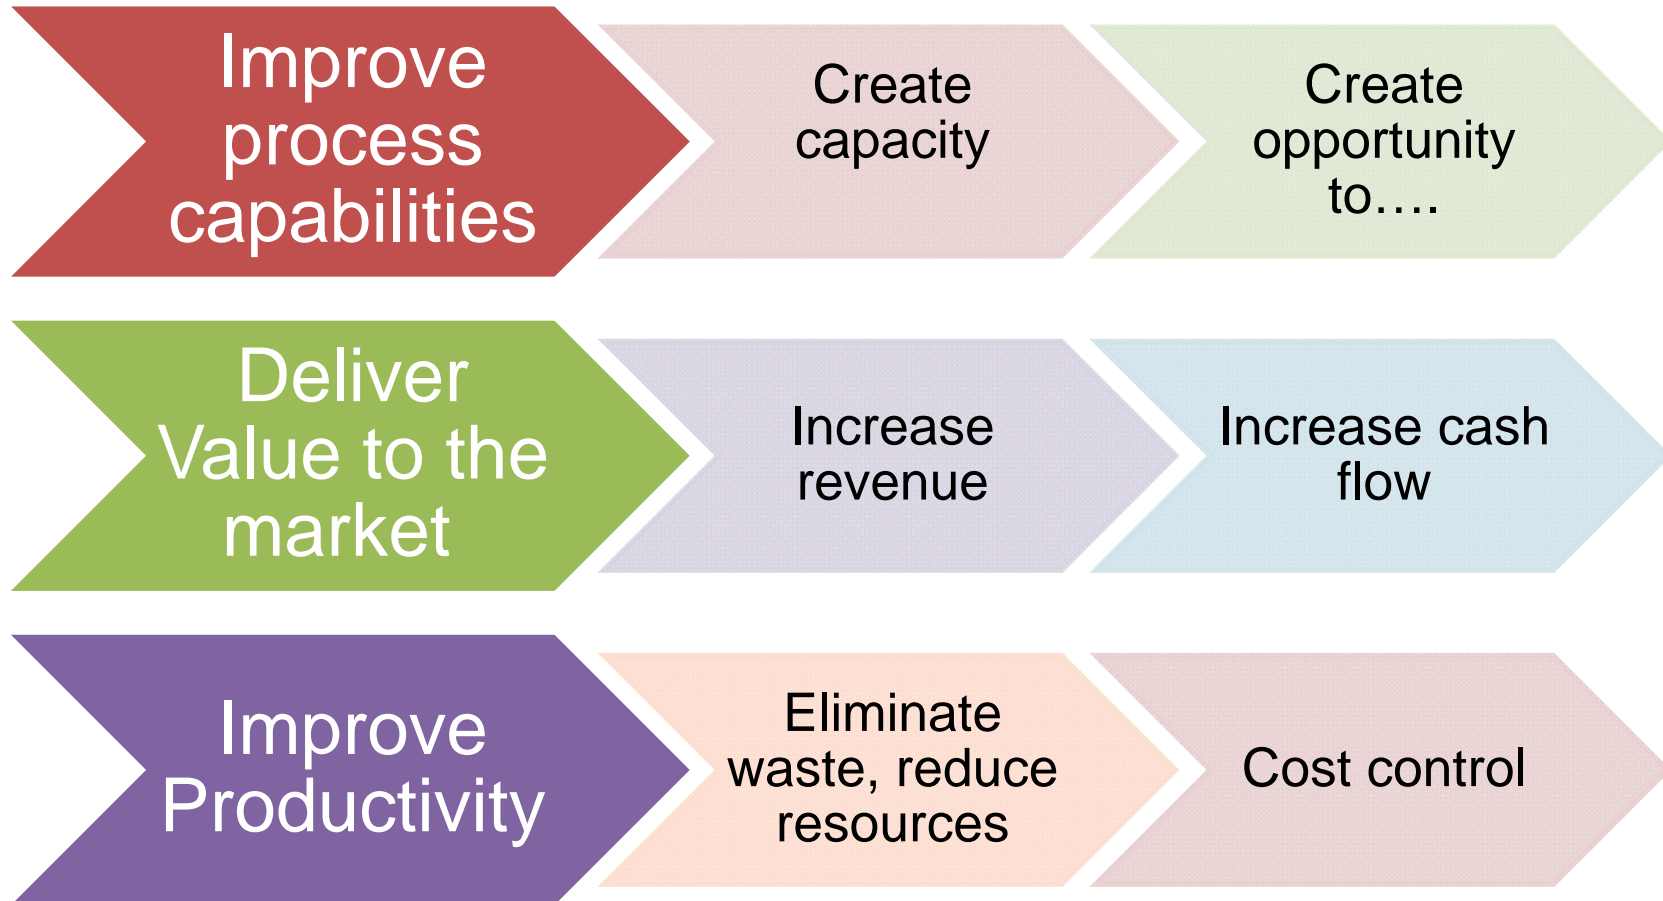 Improve
process
capabilities
Create
capacity
Create
opportunity
to….
Deliver
Value to the
market
Increase
revenue
Increase cash
flow
Improve
Productivity
Eliminate
waste, reduce
resources
Cost control